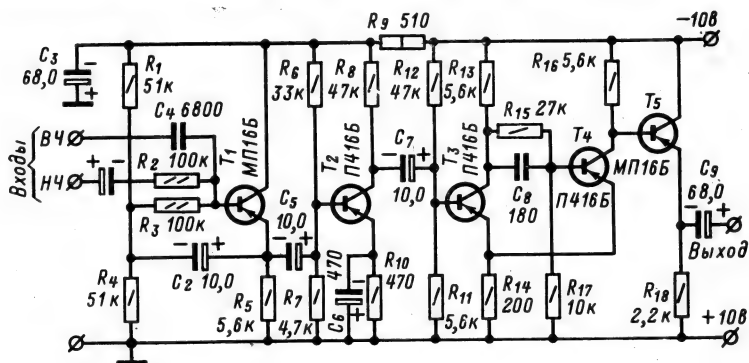 R9 510
-10в
C3
68,0
R1
51к
R6
33к
R8
47к
R12
47к
R13
5,6к
R16 5,6к
C4 6800
R15 27к
Входы
ВЧ
НЧ
R2
100к
R3
100к
T1
МП16Б
T2
П416Б
C7
10,0
T3
П416Б
C8
180
T4
П416Б
T5
МП16Б
C9
68,0
Выход
C5
10,0
C2 10,0
R4
51к
R5
5,6к
R7
4,7к
470
C6
R10
470
R11
5,6к
R14
200
R17
10к
R18
2,2к
+10в